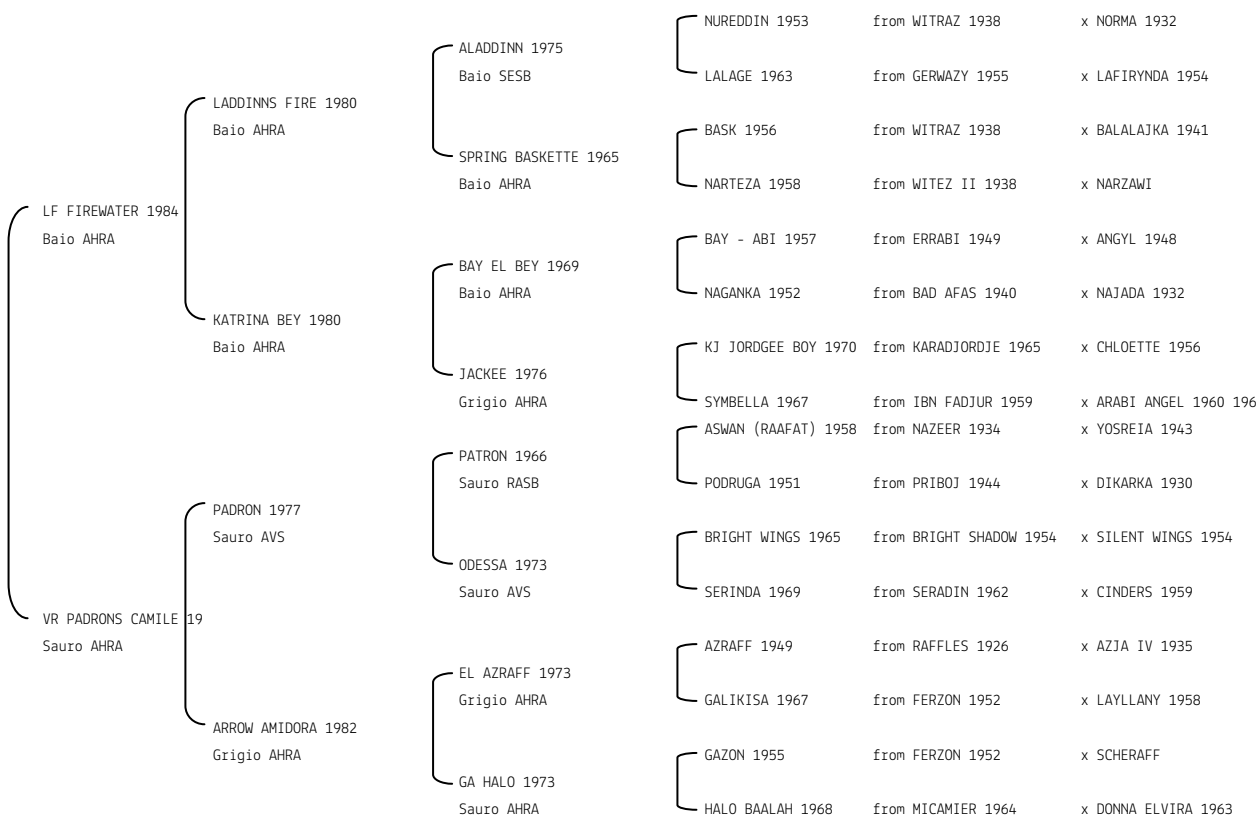 NUREDDIN 1953 from WITRAZ 1938 x NORMA 1932
ALADDINN 1975
Baio SESB
LALAGE 1963 from GERWAZY 1955 x LAFIRYNDA 1954
LADDINNS FIRE 1980
Baio AHRA
BASK 1956 from WITRAZ 1938 x BALALAJKA 1941
SPRING BASKETTE 1965
Baio AHRA
NARTEZA 1958 from WITEZ II 1938 x NARZAWI
LF FIREWATER 1984
Baio AHRA
BAY - ABI 1957 from ERRABI 1949 x ANGYL 1948
BAY EL BEY 1969
Baio AHRA
NAGANKA 1952 from BAD AFAS 1940 x NAJADA 1932
KATRINA BEY 1980
Baio AHRA
KJ JORDGEE BOY 1970 from KARADJORDJE 1965 x CHLOETTE 1956
JACKEE 1976
Grigio AHRA
SYMBELLA 1967 from IBN FADJUR 1959 x ARABI ANGEL 1960 196
ASWAN (RAAFAT) 1958 from NAZEER 1934 x YOSREIA 1943
PATRON 1966
Sauro RASB
PODRUGA 1951 from PRIBOJ 1944 x DIKARKA 1930
PADRON 1977
Sauro AVS
BRIGHT WINGS 1965 from BRIGHT SHADOW 1954 x SILENT WINGS 1954
ODESSA 1973
Sauro AVS
SERINDA 1969 from SERADIN 1962 x CINDERS 1959
VR PADRONS CAMILE 19
Sauro AHRA
AZRAFF 1949 from RAFFLES 1926 x AZJA IV 1935
EL AZRAFF 1973
Grigio AHRA
GALIKISA 1967 from FERZON 1952 x LAYLLANY 1958
ARROW AMIDORA 1982
Grigio AHRA
GAZON 1955 from FERZON 1952 x SCHERAFF
GA HALO 1973
Sauro AHRA
HALO BAALAH 1968 from MICAMIER 1964 x DONNA ELVIRA 1963